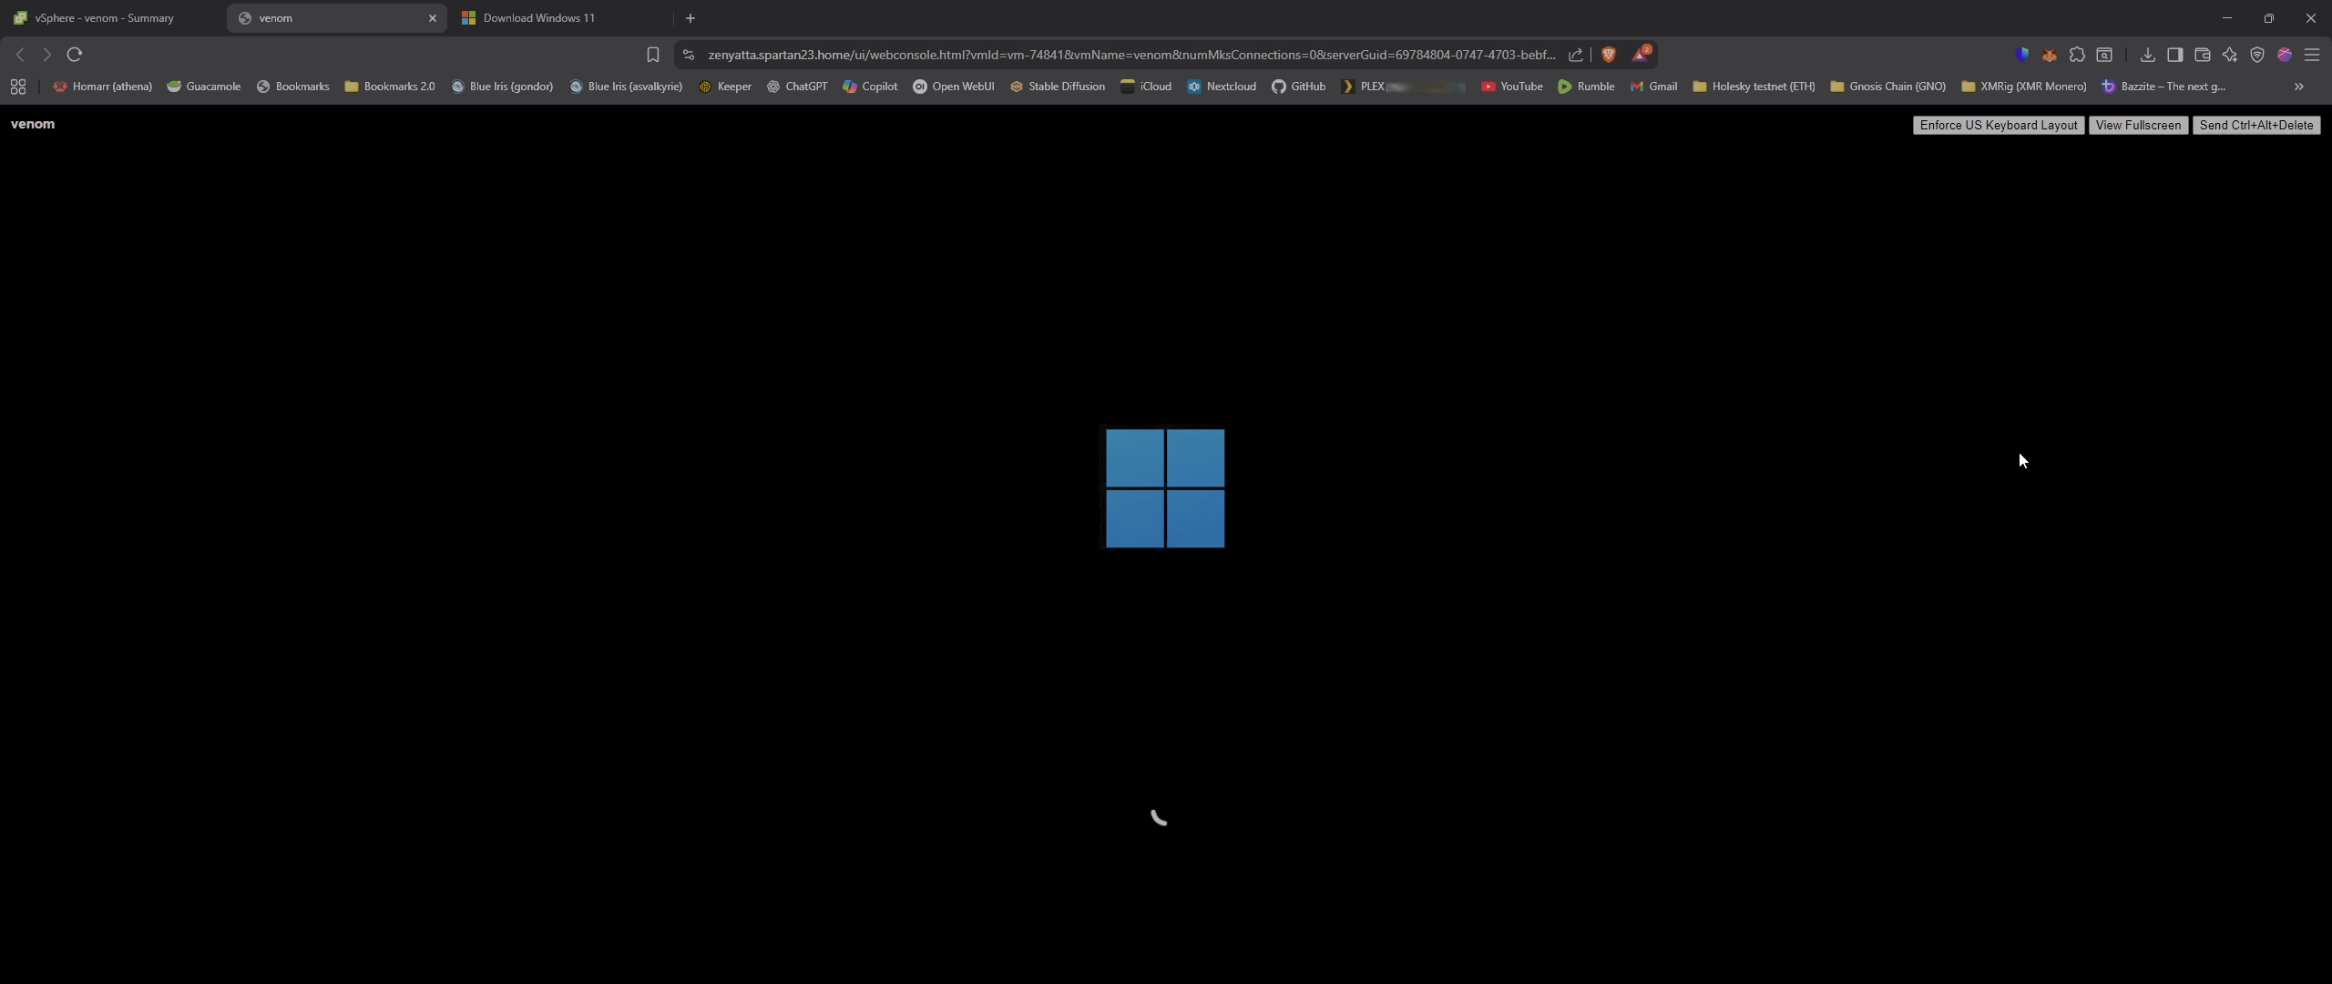 vSphere - venom - Summary venom Download Windows 11
zenyatta.spartan23.home/ui/webconsole.html?vmId=vm-74841&vmName=venom&numMksConnections=0&serverGuid=69784804-0747-4703-bebf... 2
Homarr (athena) Guacamole Bookmarks Bookmarks 2.0 Blue Iris (gondor) Blue Iris (asvalkyrie) Keeper ChatGPT Copilot OI Open WebUI Stable Diffusion iCloud Nextcloud GitHub PLEX YouTube Rumble Gmail Holesky testnet (ETH) Gnosis Chain (GNO) XMRig (XMR Monero) Bazzite – The next g... »
venom Enforce US Keyboard Layout View Fullscreen Send Ctrl+Alt+Delete